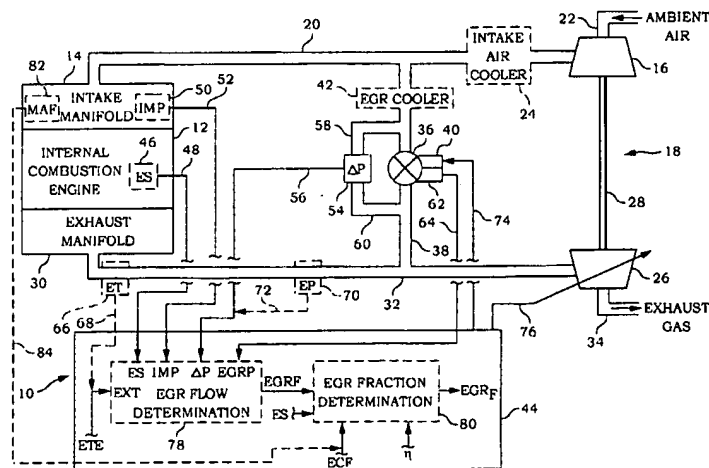 20
22
AMBIENT
AIR
14
82
50
52
INTAKE
AIR
COOLER
24
16
MAF
INTAKE
MANIFOLD
IMP
12
42
EGR COOLER
58
36
40
INTERNAL
COMBUSTION
ENGINE
46
ES
48
ΔP
54
56
62
64
74
18
28
60
38
EXHAUST
MANIFOLD
30
26
ET
66
68
EP
70
72
32
EXHAUST
GAS
34
76
84
10
ES IMP ΔP EGRP
EXT
EGR FLOW
DETERMINATION
78
EGRF
ES
EGR FRACTION
DETERMINATION
80
EGRF
44
ETE
ECF
η